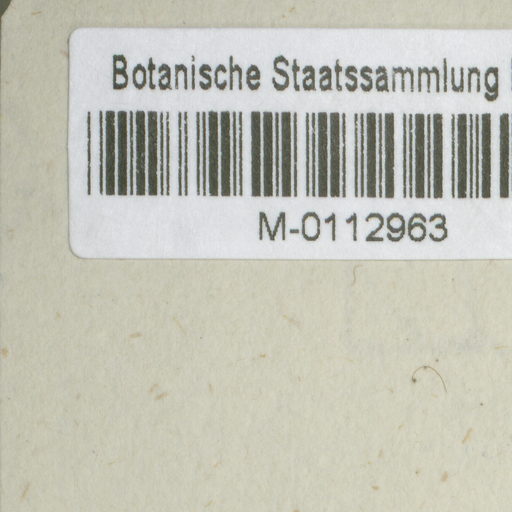 Botanische Staatssammlung
M-0112963